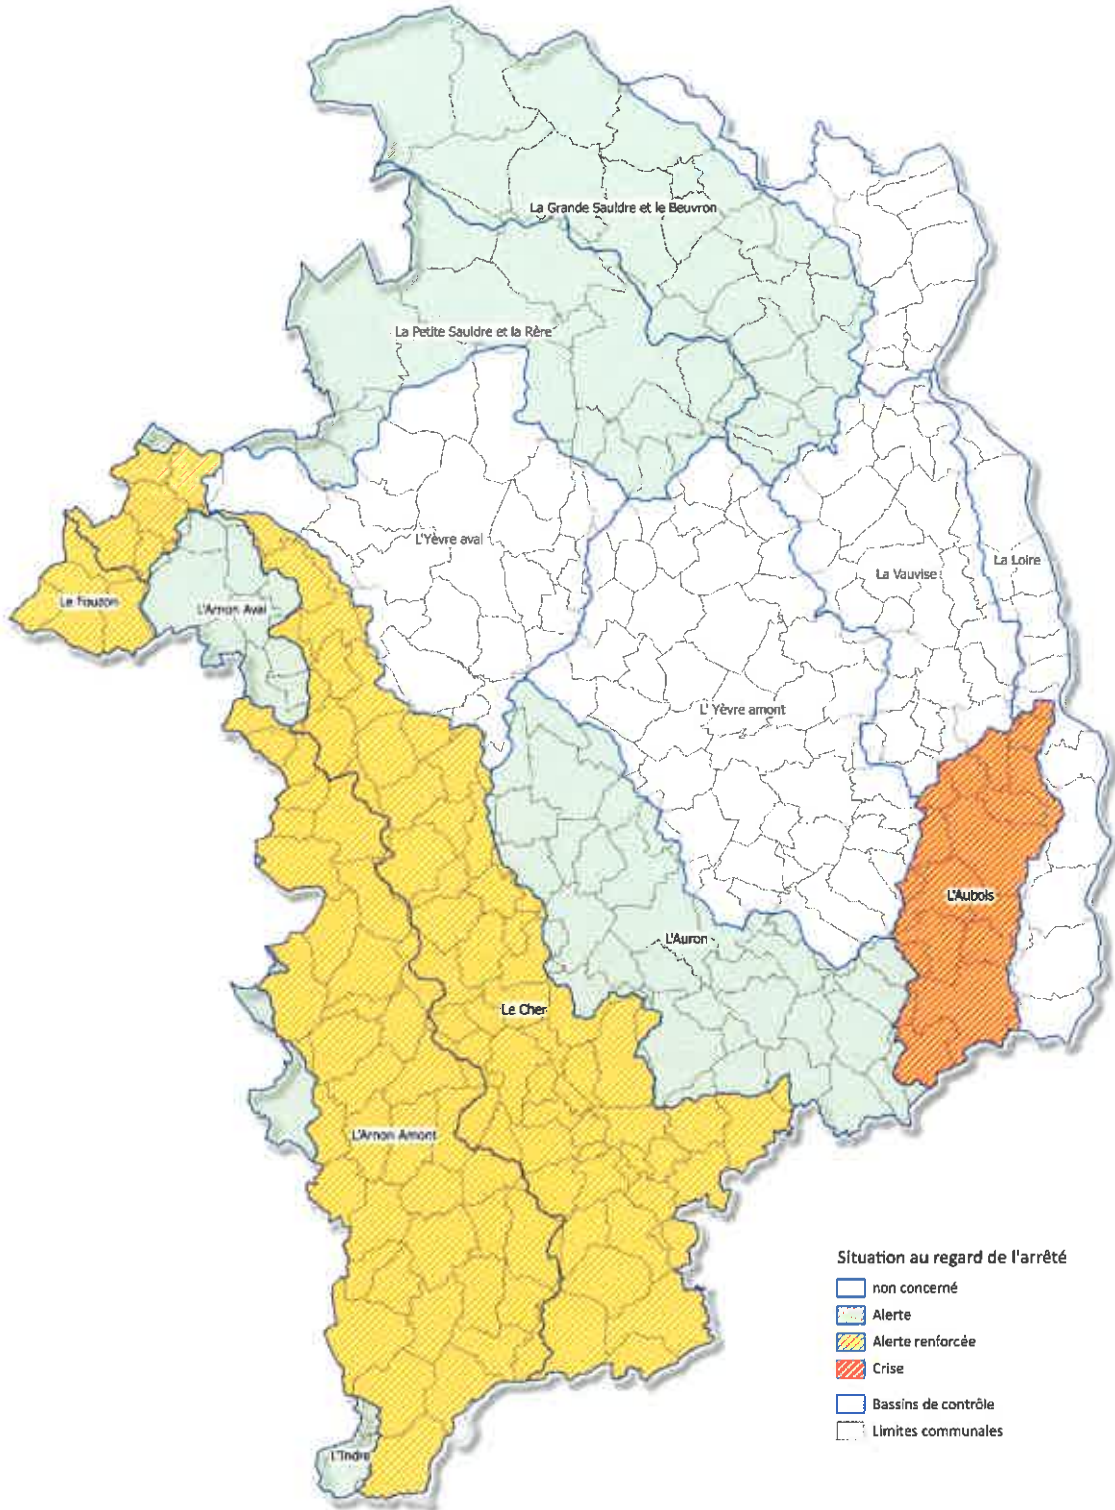 La Grande Sauldre et le Beuvron
La Petite Sauldre et la Rère
L'Yèvre aval
La Vauvise
La Loire
Le Fouzon
L'Arnon Aval
L' Yèvre amont
L'Aubois
L'Auron
Le Cher
L'Arnon Amont
L'Indre
Situation au regard de l'arrêté
non concerné
Alerte
Alerte renforcée
Crise
Bassins de contrôle
Limites communales